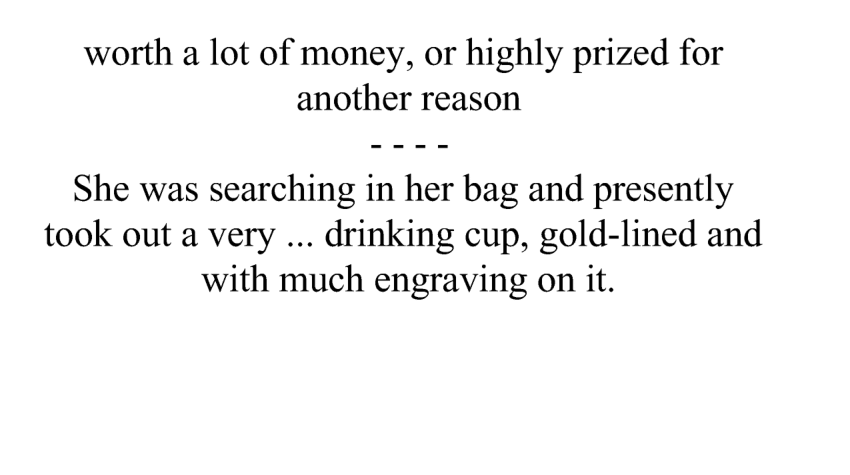 worth a lot of money, or highly prized for
another reason
- - - -
She was searching in her bag and presently
took out a very ... drinking cup, gold-lined and
with much engraving on it.